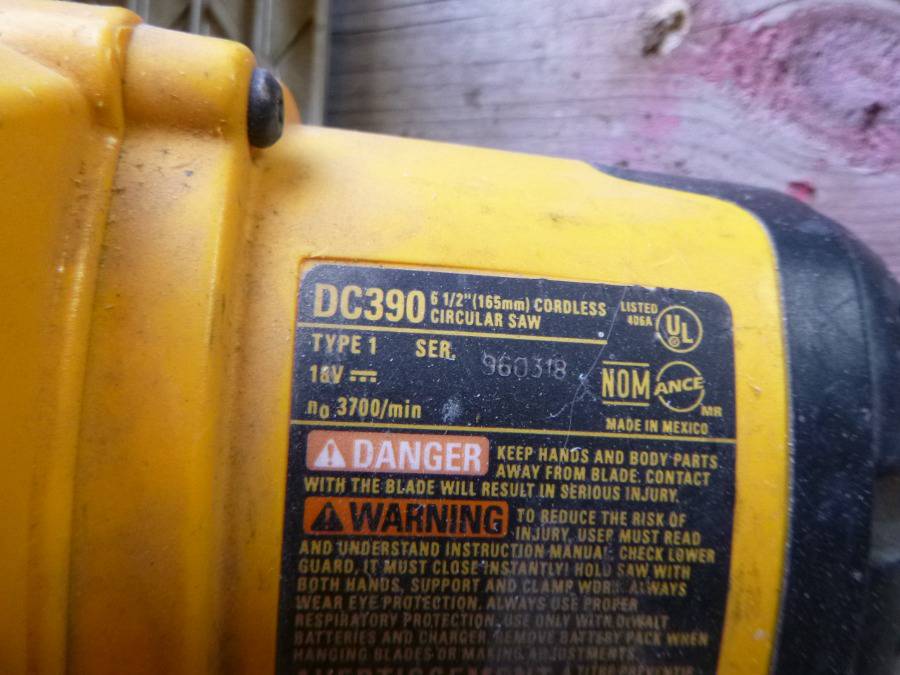 DC390 6 1/2"(165mm) CORDLESS
CIRCULAR SAW
LISTED
406A
UL
TYPE 1 SER. 960318
18V
NOM ANCE
MR
no 3700/min
MADE IN MEXICO
DANGER KEEP HANDS AND BODY PARTS
AWAY FROM BLADE. CONTACT
WITH THE BLADE WILL RESULT IN SERIOUS INJURY.
WARNING TO REDUCE THE RISK OF
INJURY, USER MUST READ
AND UNDERSTAND INSTRUCTION MANUAL. CHECK LOWER
GUARD, IT MUST CLOSE INSTANTLY! HOLD SAW WITH
BOTH HANDS, SUPPORT AND CLAMP WORK. ALWAYS
WEAR EYE PROTECTION. ALWAYS USE PROPER
RESPIRATORY PROTECTION. USE ONLY WITH DEWALT
BATTERIES AND CHARGER. REMOVE BATTERY PACK WHEN
HANGING BLADES OR MAKING ADJUSTMENTS.
AVERTISSEMENT À TITRE PRÉVENTIF